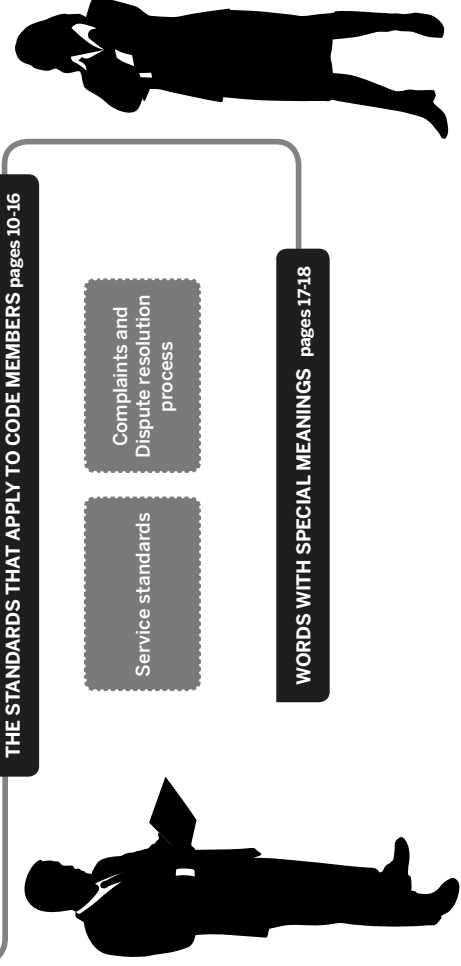 THE STANDARDS THAT APPLY TO CODE MEMBERS pages 10-16
Service standards
Complaints and
Dispute resolution
process
WORDS WITH SPECIAL MEANINGS pages 17-18